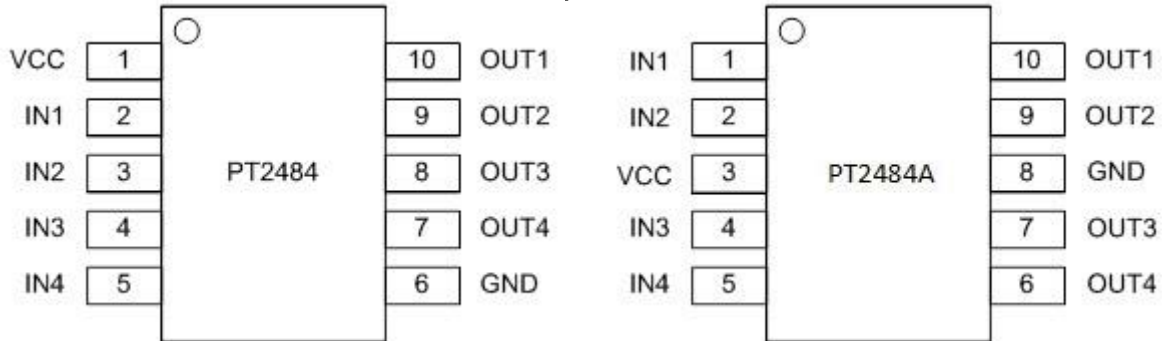 VCC 1 10 OUT1 IN1 1 10 OUT1
IN1 2 9 OUT2 IN2 2 9 OUT2
IN2 3 PT2484 8 OUT3 VCC 3 PT2484A 8 GND
IN3 4 7 OUT4 IN3 4 7 OUT3
IN4 5 6 GND IN4 5 6 OUT4